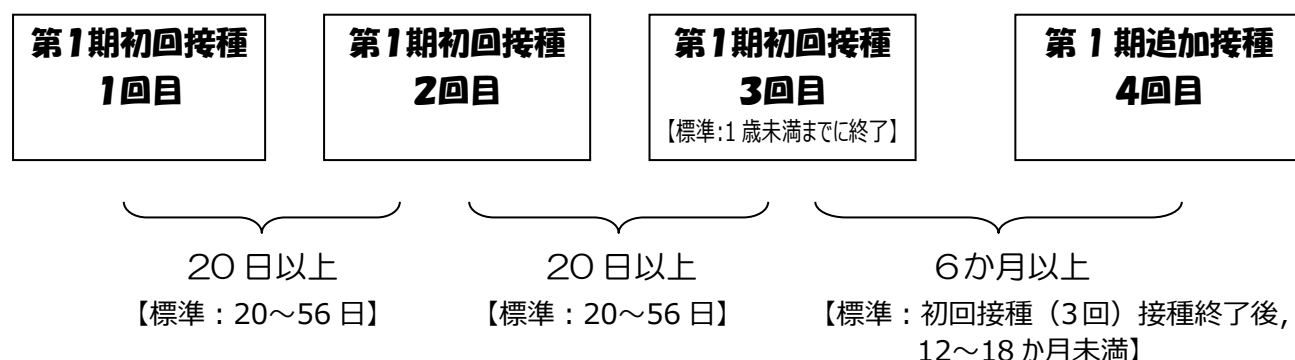 第1期初回接種
1回目
第1期初回接種
2回目
第1期初回接種
3回目
【標準:1歳未満までに終了】
第1期追加接種
4回目
20日以上
【標準：20～56日】
20日以上
【標準：20～56日】
6か月以上
【標準：初回接種（3回）接種終了後，
12～18か月未満】